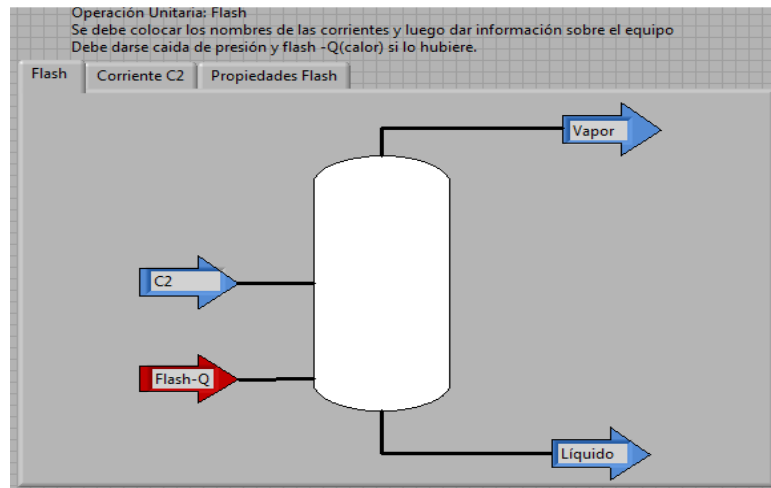 Operación Unitaria: Flash
Se debe colocar los nombres de las corrientes y luego dar información sobre el equipo
Debe darse caida de presión y flash -Q(calor) si lo hubiere.
Flash
Corriente C2
Propiedades Flash
Vapor
C2
Flash-Q
Líquido